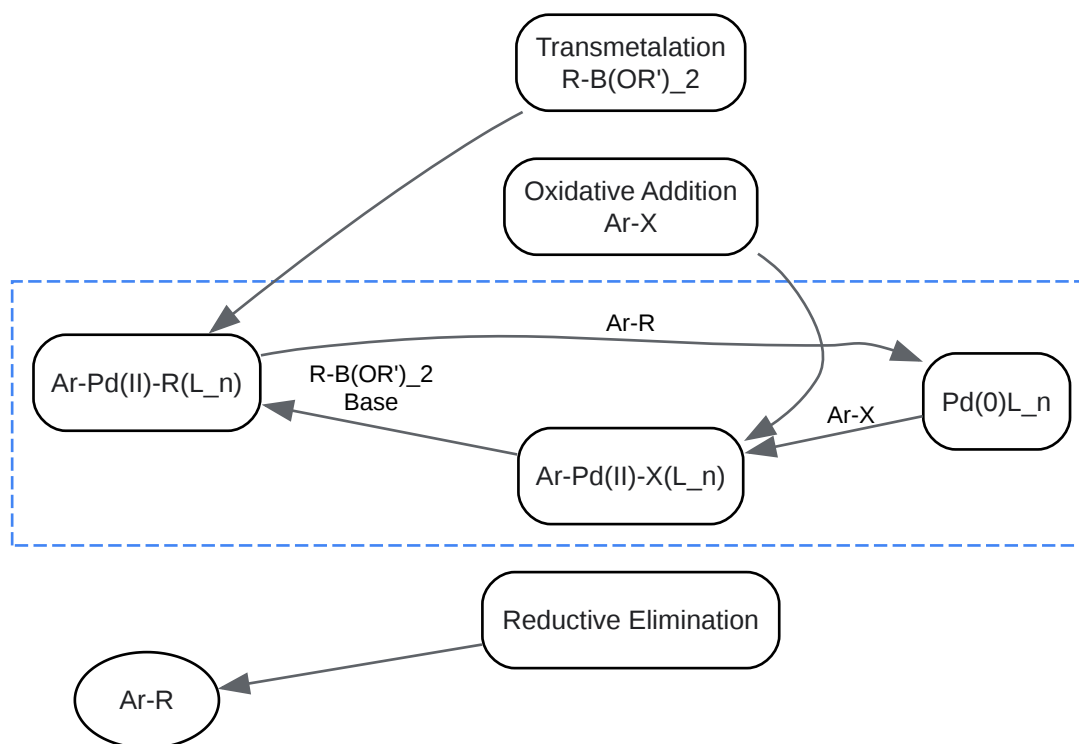 Transmetalation
R-B(OR')_2
Oxidative Addition
Ar-X
Ar-R
Ar-Pd(II)-R(L_n)
R-B(OR')_2
Base
Pd(0)L_n
Ar-X
Ar-Pd(II)-X(L_n)
Reductive Elimination
Ar-R